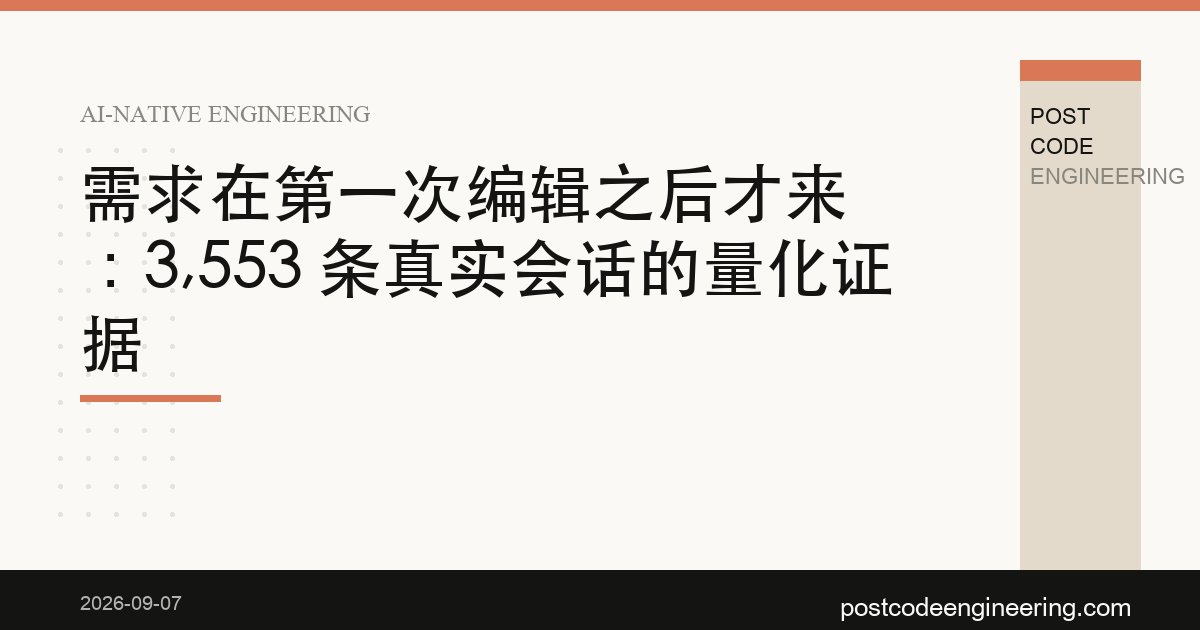 AI-NATIVE ENGINEERING
需求在第一次编辑之后才来
：3,553 条真实会话的量化证
据
POST
CODE
ENGINEERING
2026-09-07
postcodeengineering.com